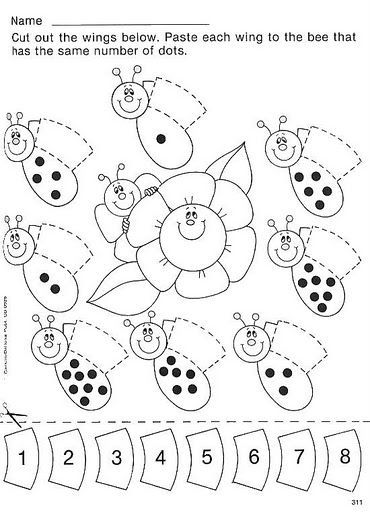 Name
Cut out the wings below. Paste each wing to the bee that
has the same number of dots.
1 2 3 4 5 6 7 8
311